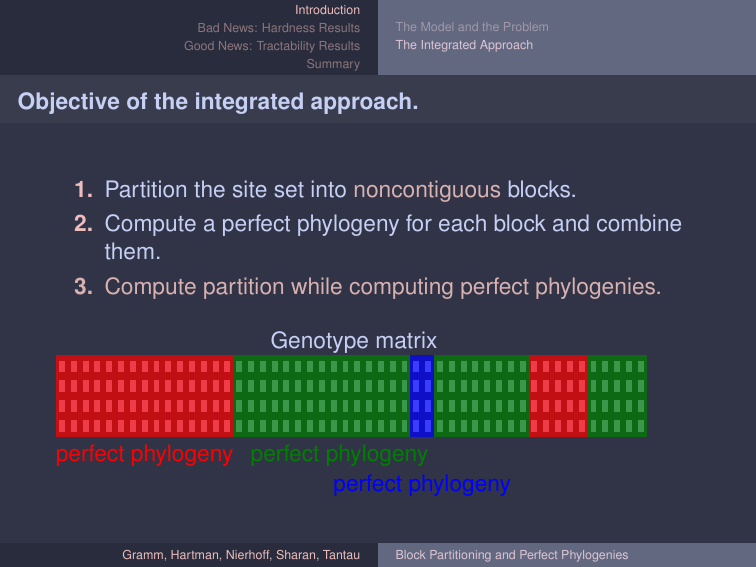 Introduction
Bad News: Hardness Results
Good News: Tractability Results
Summary
The Model and the Problem
The Integrated Approach
Objective of the integrated approach.
1. Partition the site set into noncontiguous blocks.
2. Compute a perfect phylogeny for each block and combine
them.
3. Compute partition while computing perfect phylogenies.
Genotype matrix
perfect phylogeny perfect phylogeny
perfect phylogeny
Gramm, Hartman, Nierhoff, Sharan, Tantau
Block Partitioning and Perfect Phylogenies